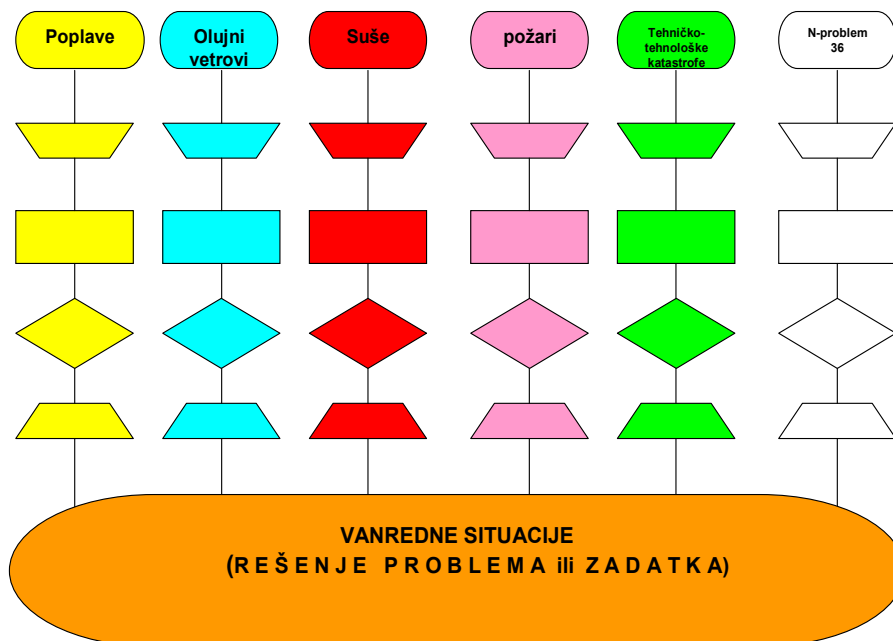 Poplave
Olujni
vetrovi
Suše
požari
Tehničko-
tehnološke
katastrofe
N-problem
36
VANREDNE SITUACIJE
(R E Š E N J E P R O B L E M A ili Z A D A T K A)